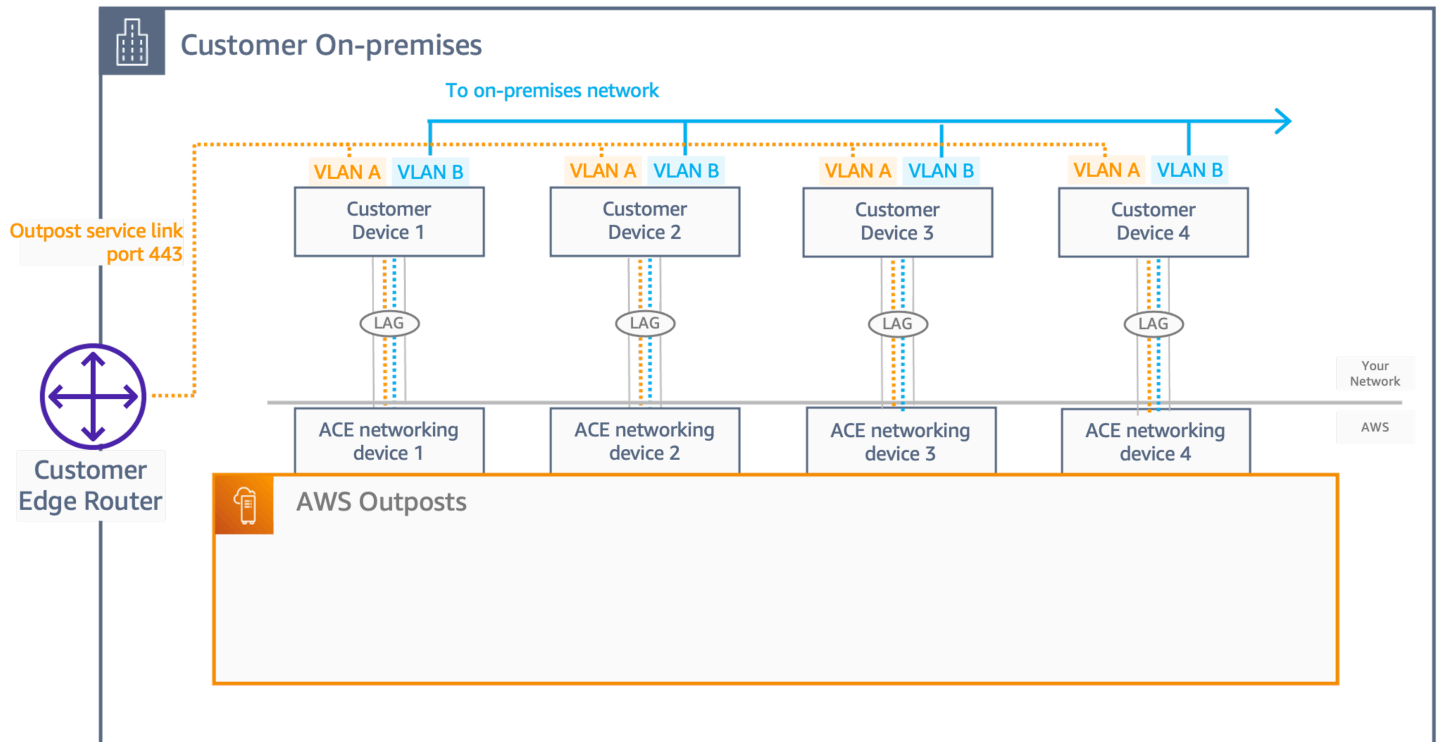 Customer On-premises
To on-premises network
VLAN A
VLAN B
VLAN A
VLAN B
VLAN A
VLAN B
VLAN A
VLAN B
Customer
Device 1
Customer
Device 2
Customer
Device 3
Customer
Device 4
Outpost service link
port 443
LAG
LAG
LAG
LAG
Your
Network
AWS
Customer
Edge Router
ACE networking
device 1
ACE networking
device 2
ACE networking
device 3
ACE networking
device 4
AWS Outposts